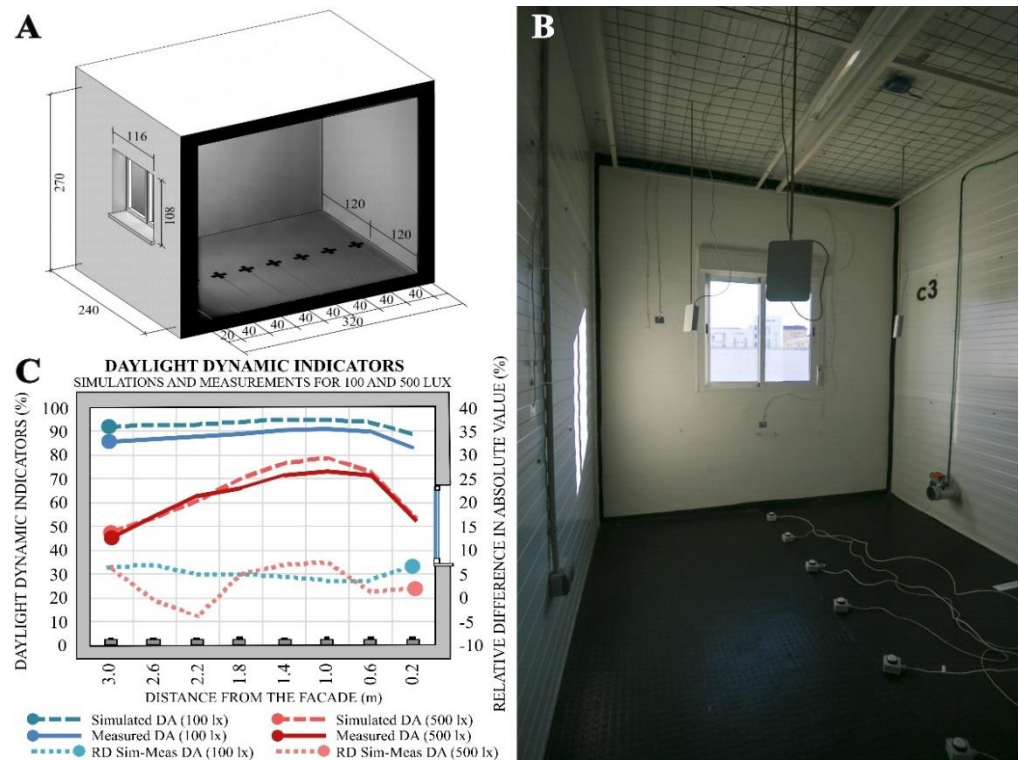 A
116
270
108
240
120
120
20
40
40
40
40
40
40
40
320
B
c3
C
DAYLIGHT DYNAMIC INDICATORS
SIMULATIONS AND MEASUREMENTS FOR 100 AND 500 LUX
DAYLIGHT DYNAMIC INDICATORS (%)
100
90
80
70
60
50
40
30
20
10
0
40
35
30
25
20
15
10
5
0
-5
-10
RELATIVE DIFFERENCE IN ABSOLUTE VALUE (%)
3.0 2.6 2.2 1.8 1.4 1.0 0.6 0.2
DISTANCE FROM THE FACADE (m)
Simulated DA (100 lx) Simulated DA (500 lx)
Measured DA (100 lx) Measured DA (500 lx)
RD Sim-Meas DA (100 lx) RD Sim-Meas DA (500 lx)